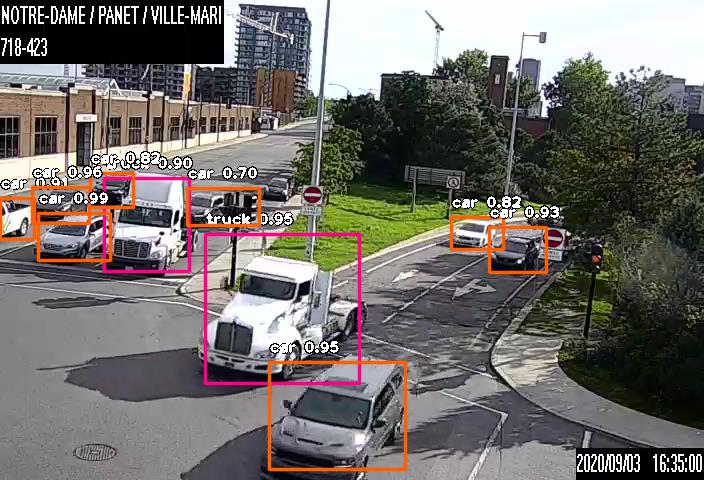 NOTRE-DAME / PANET / VILLE-MARI
718-423
car 0.82
truck 0.90
car 0.96
car 0.70
car 0.91
car 0.99
truck 0.95
car 0.82
car 0.93
car 0.95
2020/09/03 16:35:00